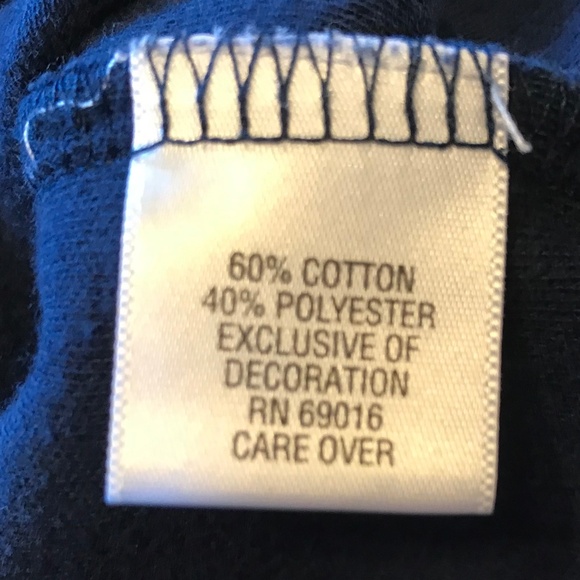 60% COTTON
40% POLYESTER
EXCLUSIVE OF
DECORATION
RN 69016
CARE OVER